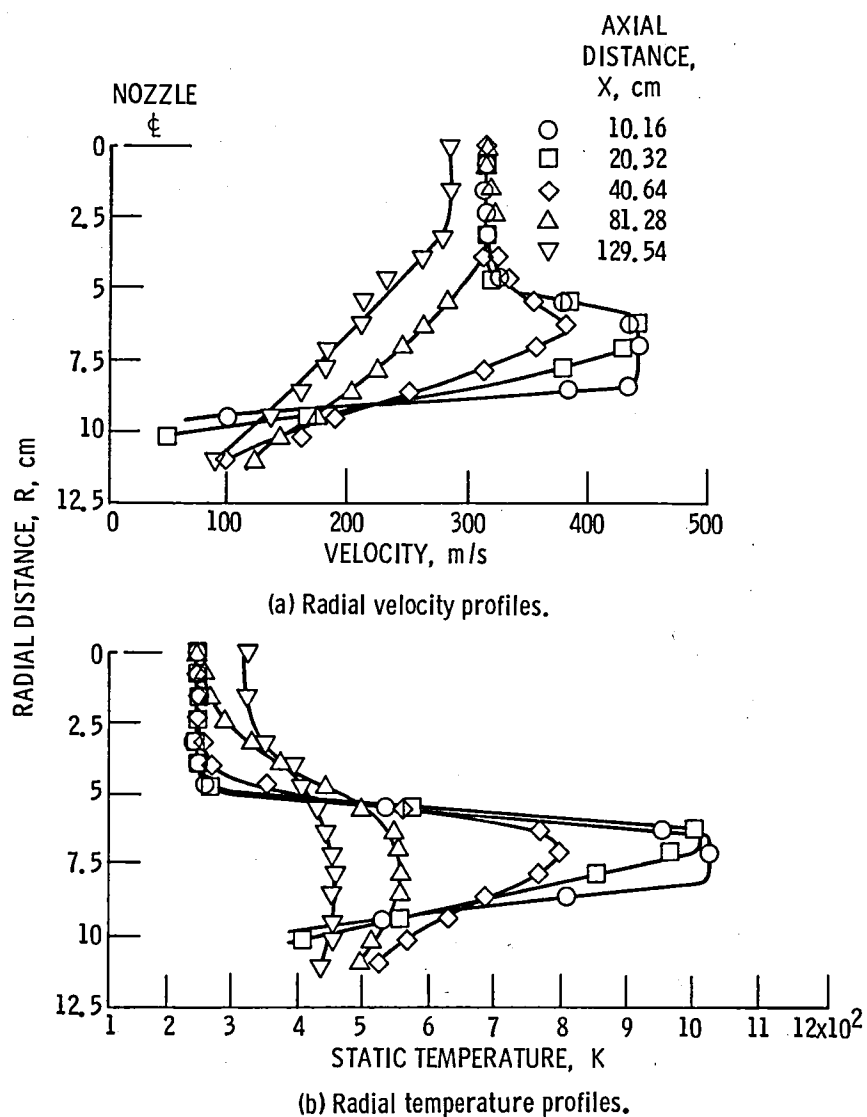 AXIAL
DISTANCE,
X, cm
NOZZLE
℄
10.16
20.32
40.64
81.28
129.54
0
2.5
5
7.5
10
12.5
0 100 200 300 400 500
VELOCITY, m/s
(a) Radial velocity profiles.
RADIAL DISTANCE, R, cm
0
2.5
5
7.5
10
12.5
1 2 3 4 5 6 7 8 9 10 11 12x10²
STATIC TEMPERATURE, K
(b) Radial temperature profiles.